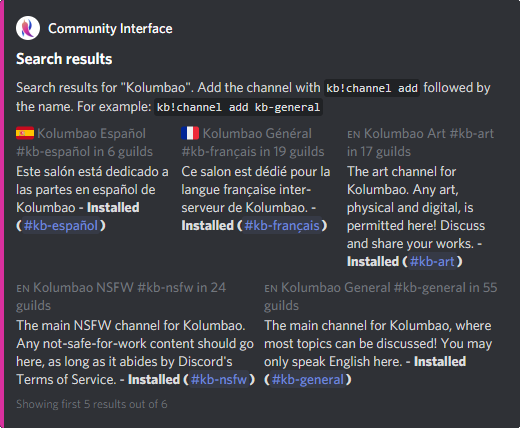 Community Interface
Search results
Search results for "Kolumbao". Add the channel with kb!channel add followed by
the name. For example: kb!channel add kb-general
Kolumbao Español
#kb-español in 6 guilds
Este salón está dedicado a
las partes en español de
Kolumbao - Installed
(#kb-español)
Kolumbao Général
#kb-français in 19 guilds
Ce salon est dédié pour la
langue française inter-
serveur de Kolumbao. -
Installed (#kb-français)
EN Kolumbao Art #kb-art
in 17 guilds
The art channel for
Kolumbao. Any art,
physical and digital, is
permitted here! Discuss
and share your works. -
Installed (#kb-art)
EN Kolumbao NSFW #kb-nsfw in 24
guilds
The main NSFW channel for Kolumbao.
Any not-safe-for-work content should go
here, as long as it abides by Discord's
Terms of Service. - Installed (#kb-nsfw)
EN Kolumbao General #kb-general in 55
guilds
The main channel for Kolumbao, where
most topics can be discussed! You may
only speak English here. - Installed
(#kb-general)
Showing first 5 results out of 6